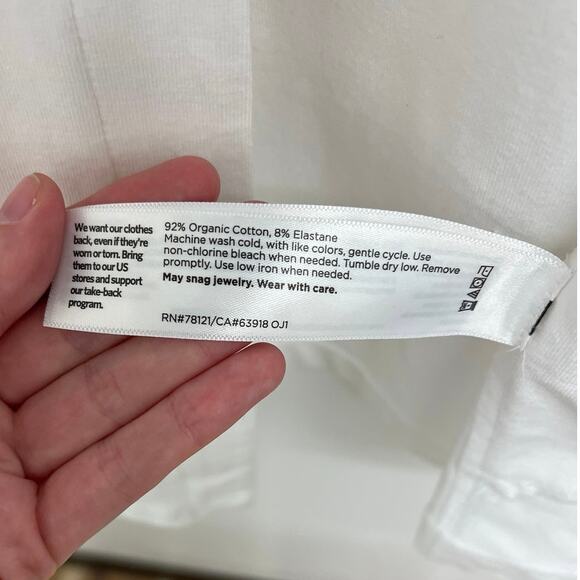 We want our clothes
back, even if they're
worn or torn. Bring
them to our US
stores and support
our take-back
program.
92% Organic Cotton, 8% Elastane
Machine wash cold, with like colors, gentle cycle. Use
non-chlorine bleach when needed. Tumble dry low. Remove
promptly. Use low iron when needed.
May snag jewelry. Wear with care.
RN#78121/CA#63918 OJ1